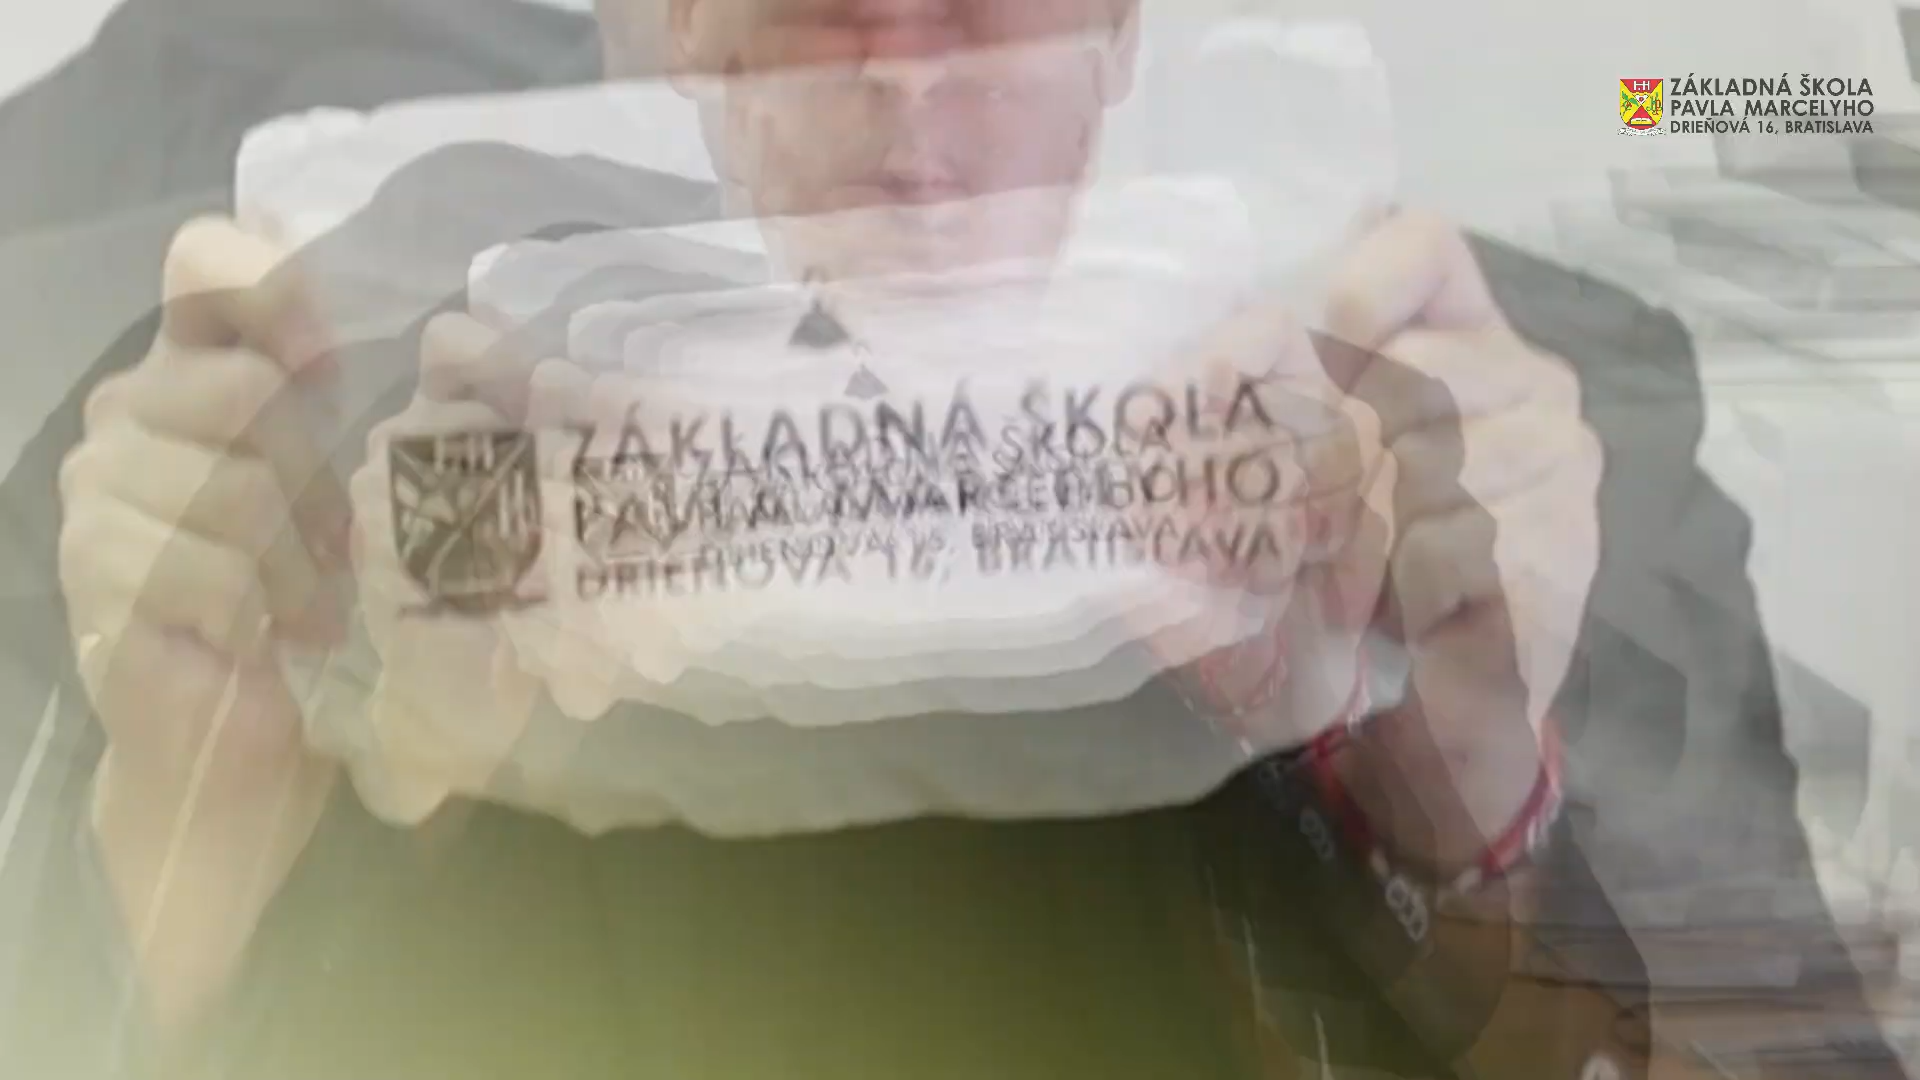 ZÁKLADNÁ ŠKOLA
PAVLA MARCELYHO
DRIEŇOVÁ 16, BRATISLAVA
ZÁKLADNÁ ŠKOLA
PAVLA MARCELYHO
DRIEŇOVÁ 16, BRATISLAVA